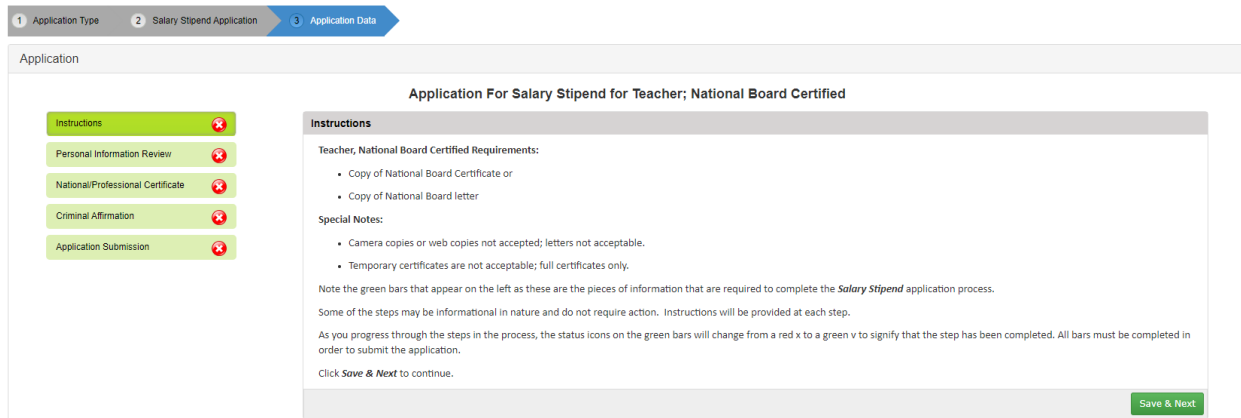 1 Application Type 2 Salary Stipend Application 3 Application Data
Application
Application For Salary Stipend for Teacher; National Board Certified
Instructions
Personal Information Review
National/Professional Certificate
Criminal Affirmation
Application Submission
Instructions
Teacher, National Board Certified Requirements:
• Copy of National Board Certificate or
• Copy of National Board letter
Special Notes:
• Camera copies or web copies not accepted; letters not acceptable.
• Temporary certificates are not acceptable; full certificates only.
Note the green bars that appear on the left as these are the pieces of information that are required to complete the Salary Stipend application process.
Some of the steps may be informational in nature and do not require action. Instructions will be provided at each step.
As you progress through the steps in the process, the status icons on the green bars will change from a red x to a green v to signify that the step has been completed. All bars must be completed in
order to submit the application.
Click Save & Next to continue.
Save & Next